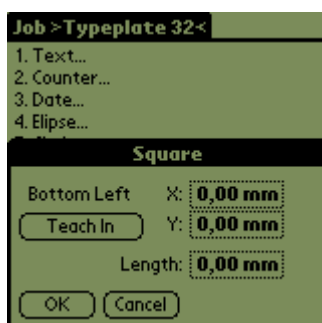 Job >Typeplate 32<
1. Text...
2. Counter...
3. Date...
4. Elipse...
Square
Bottom Left X: 0,00 mm
Teach In Y: 0,00 mm
Length: 0,00 mm
OK Cancel